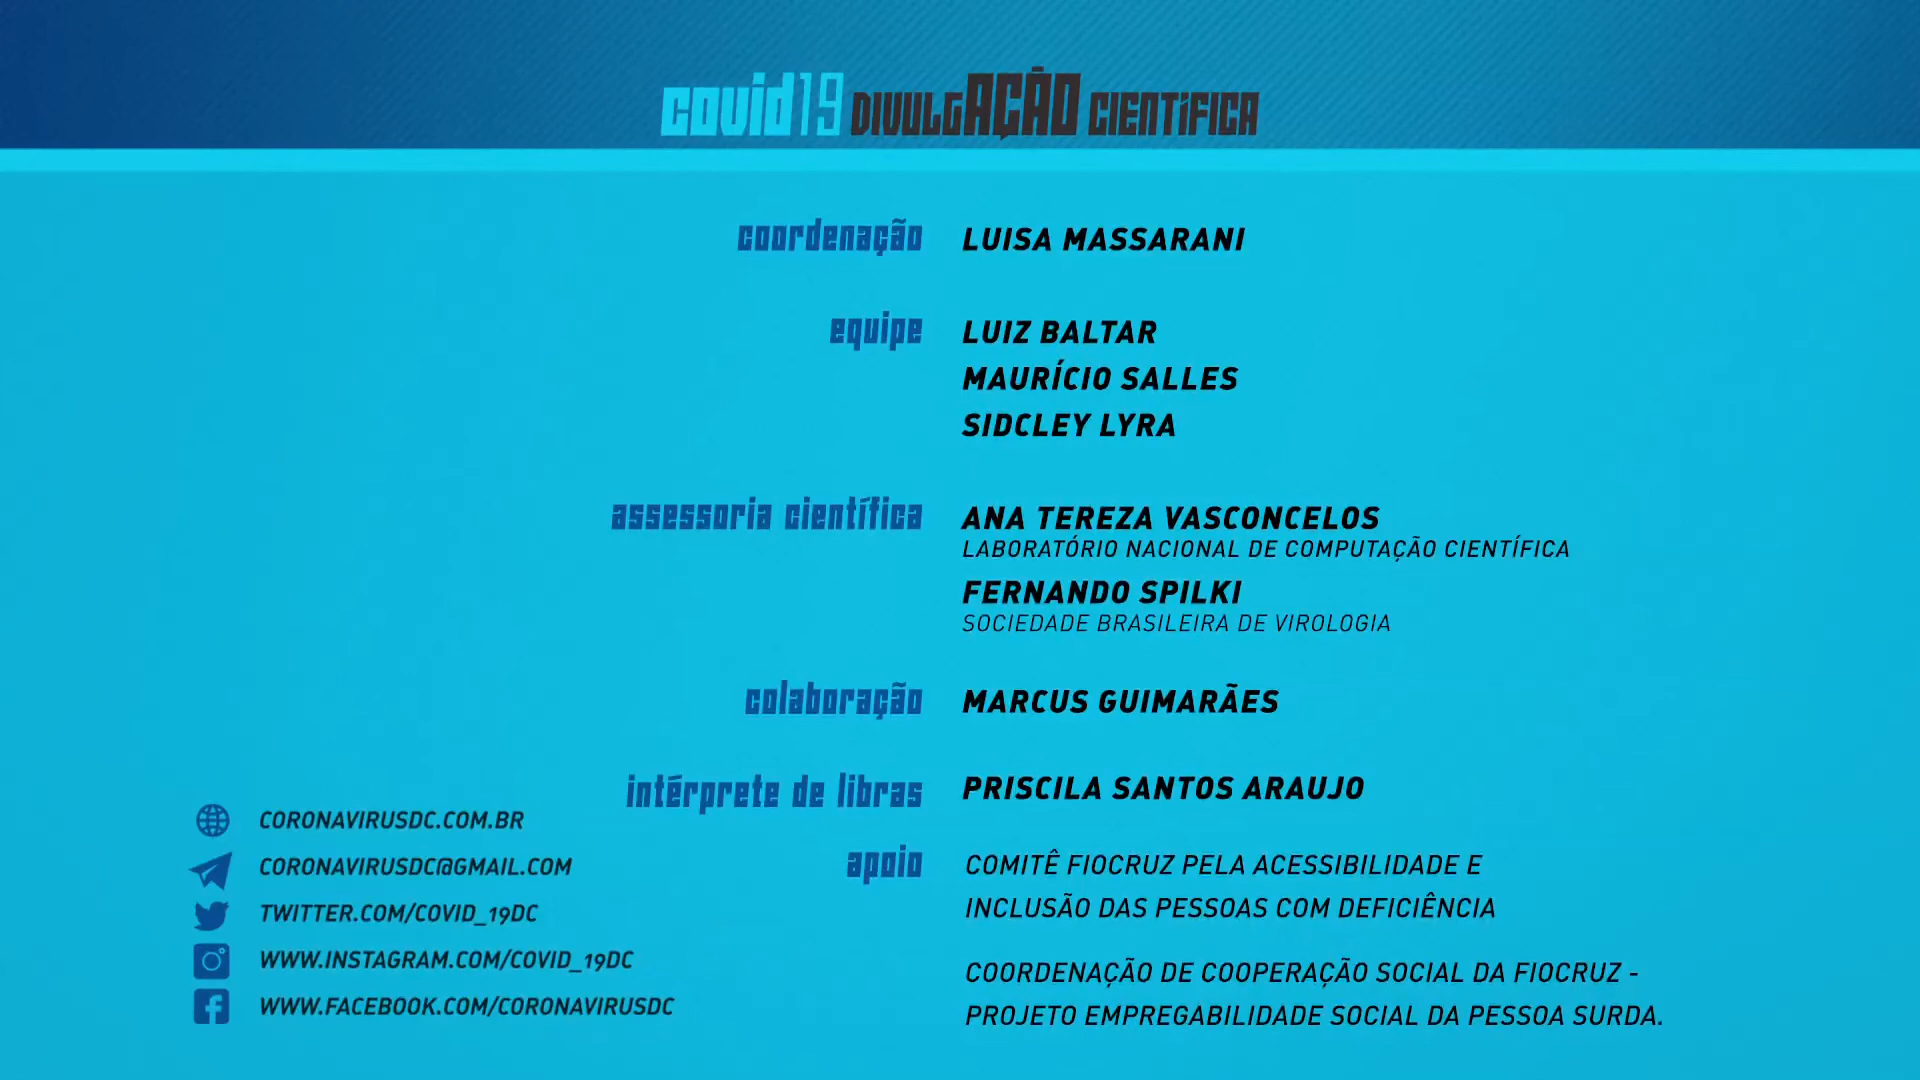 covid19 DIVULGAÇÃO CIENTÍFICA
coordenação LUISA MASSARANI
equipe LUIZ BALTAR
MAURÍCIO SALLES
SIDCLEY LYRA
assessoria científica ANA TEREZA VASCONCELOS
LABORATÓRIO NACIONAL DE COMPUTAÇÃO CIENTÍFICA
FERNANDO SPILKI
SOCIEDADE BRASILEIRA DE VIROLOGIA
colaboração MARCUS GUIMARÃES
intérprete de libras PRISCILA SANTOS ARAUJO
apoio COMITÊ FIOCRUZ PELA ACESSIBILIDADE E
INCLUSÃO DAS PESSOAS COM DEFICIÊNCIA
COORDENAÇÃO DE COOPERAÇÃO SOCIAL DA FIOCRUZ -
PROJETO EMPREGABILIDADE SOCIAL DA PESSOA SURDA.
CORONAVIRUSDC.COM.BR
CORONAVIRUSDC@GMAIL.COM
TWITTER.COM/COVID_19DC
WWW.INSTAGRAM.COM/COVID_19DC
WWW.FACEBOOK.COM/CORONAVIRUSDC